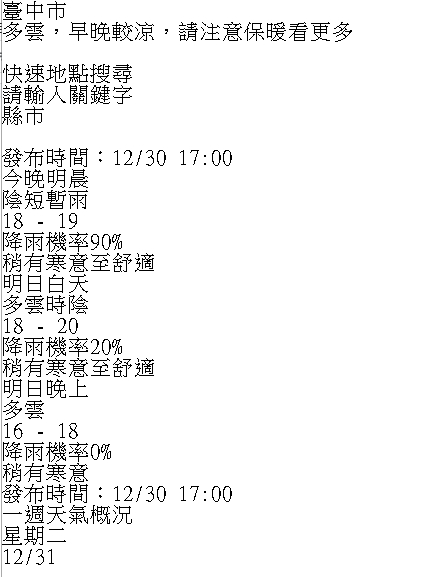 臺中市
多雲，早晚較涼，請注意保暖看更多
快速地點搜尋
請輸入關鍵字
縣市
發布時間：12/30 17:00
今晚明晨
陰短暫雨
18 - 19
降雨機率90%
稍有寒意至舒適
明日白天
多雲時陰
18 - 20
降雨機率20%
稍有寒意至舒適
明日晚上
多雲
16 - 18
降雨機率0%
稍有寒意
發布時間：12/30 17:00
一週天氣概況
星期二
12/31